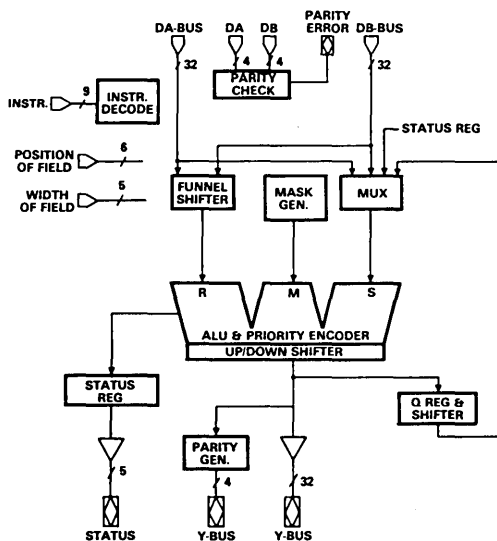 PARITY
ERROR
DA-BUS
DA
DB
DB-BUS
32
4
4
32
PARITY
CHECK
INSTR.
9
INSTR.
DECODE
STATUS REG
POSITION
OF FIELD
6
WIDTH
OF FIELD
5
FUNNEL
SHIFTER
MASK
GEN.
MUX
R
M
S
ALU & PRIORITY ENCODER
UP/DOWN SHIFTER
STATUS
REG
Q REG &
SHIFTER
PARITY
GEN.
5
4
32
STATUS
Y-BUS
Y-BUS